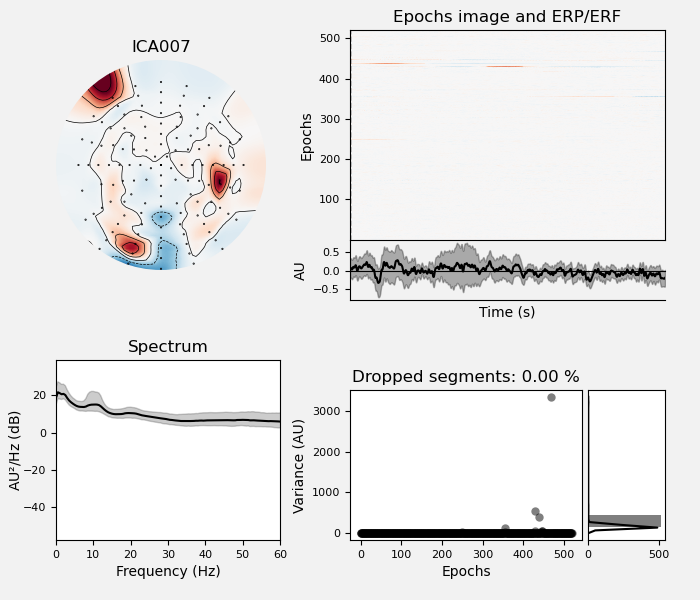 ICA007
Epochs image and ERP/ERF
500
400
300
200
100
Epochs
0.5
0.0
−0.5
AU
Time (s)
Spectrum
20
0
−20
−40
AU²/Hz (dB)
0 10 20 30 40 50 60
Frequency (Hz)
Dropped segments: 0.00 %
3000
2000
1000
0
Variance (AU)
0 100 200 300 400 500
Epochs
0 500